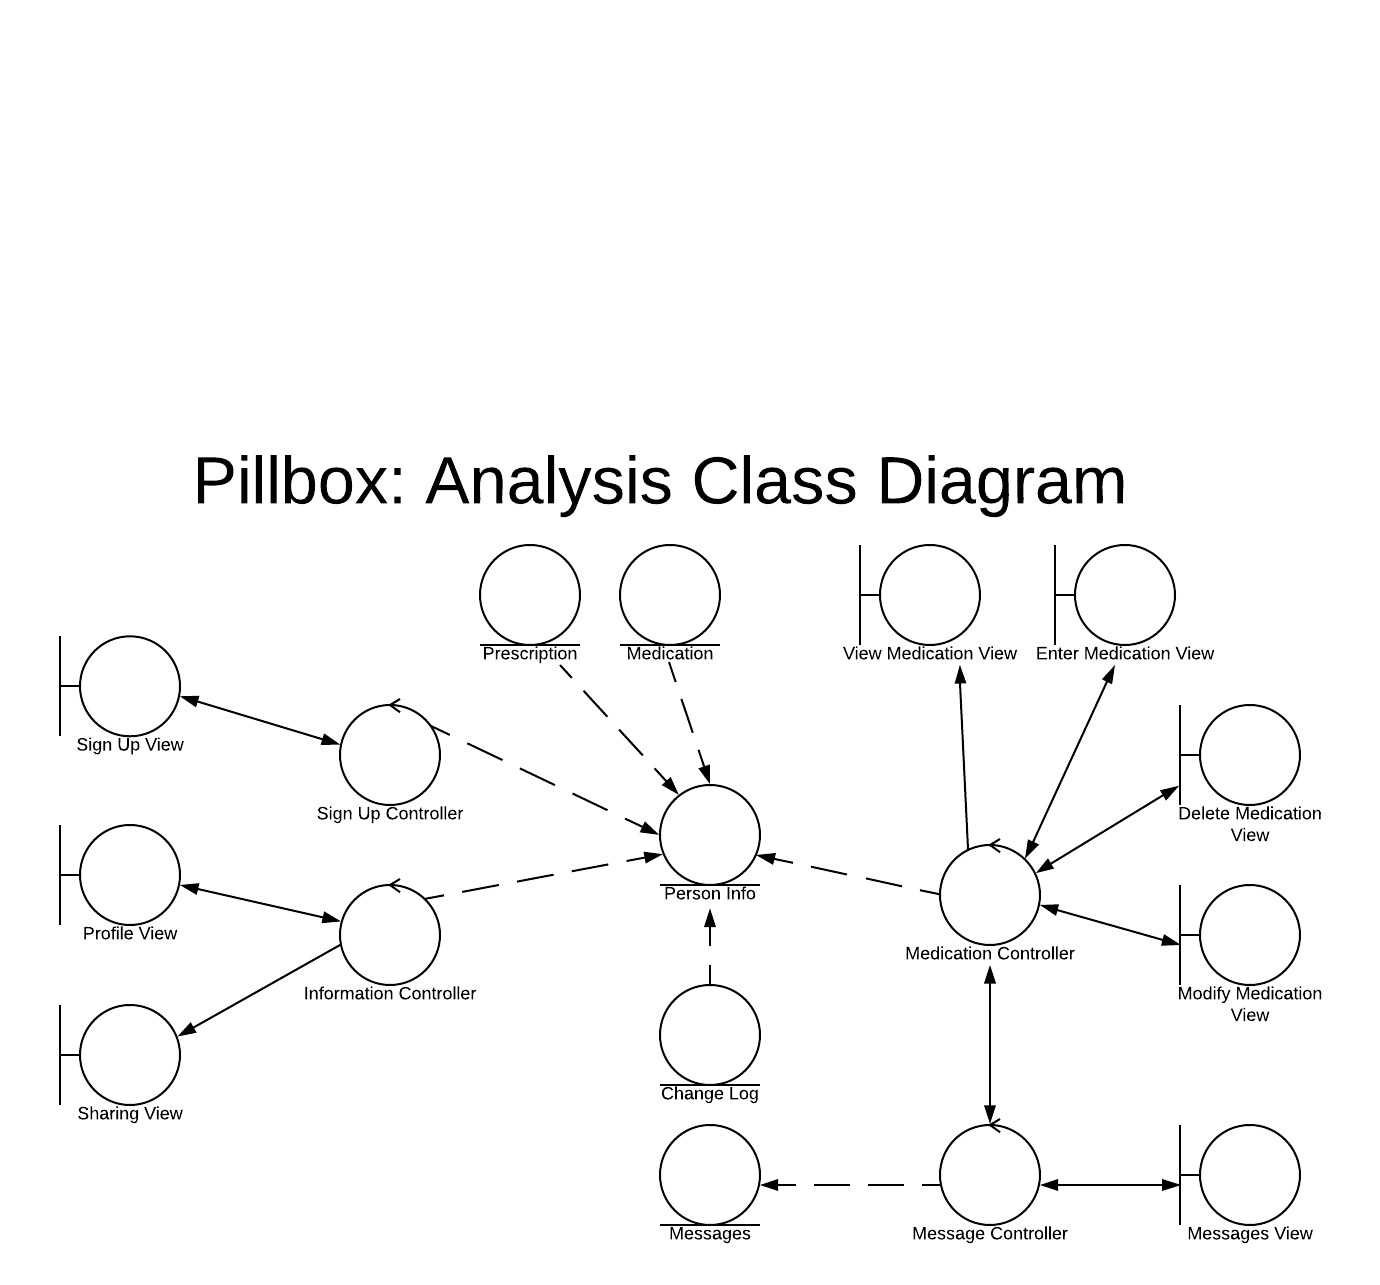 Pillbox: Analysis Class Diagram
Prescription
Medication
View Medication View
Enter Medication View
Sign Up View
Sign Up Controller
Delete Medication
View
Person Info
Profile View
Information Controller
Medication Controller
Modify Medication
View
Change Log
Sharing View
Messages
Message Controller
Messages View